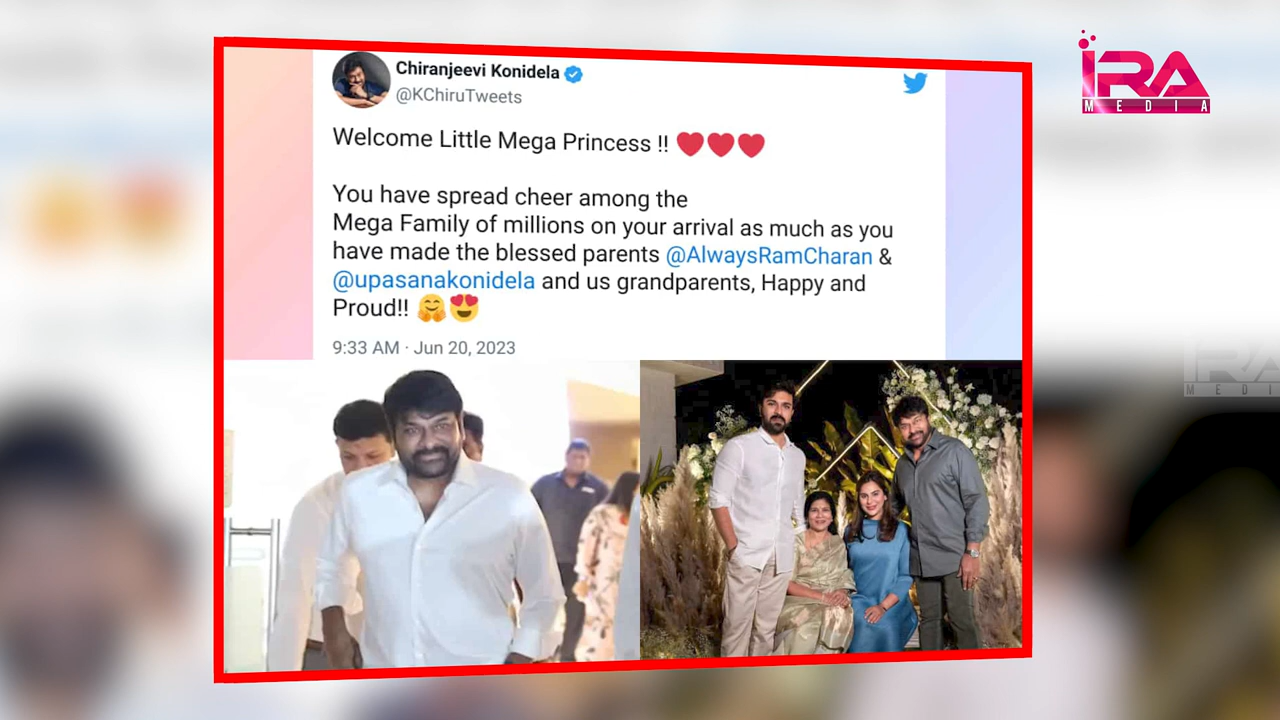 Chiranjeevi Konidela
@KChiruTweets
Welcome Little Mega Princess !! ❤️❤️❤️
You have spread cheer among the
Mega Family of millions on your arrival as much as you
have made the blessed parents @AlwaysRamCharan &
@upasanakonidela and us grandparents, Happy and
Proud!! 🤗😍
9:33 AM · Jun 20, 2023
iRA
MEDIA
iRA
MEDIA